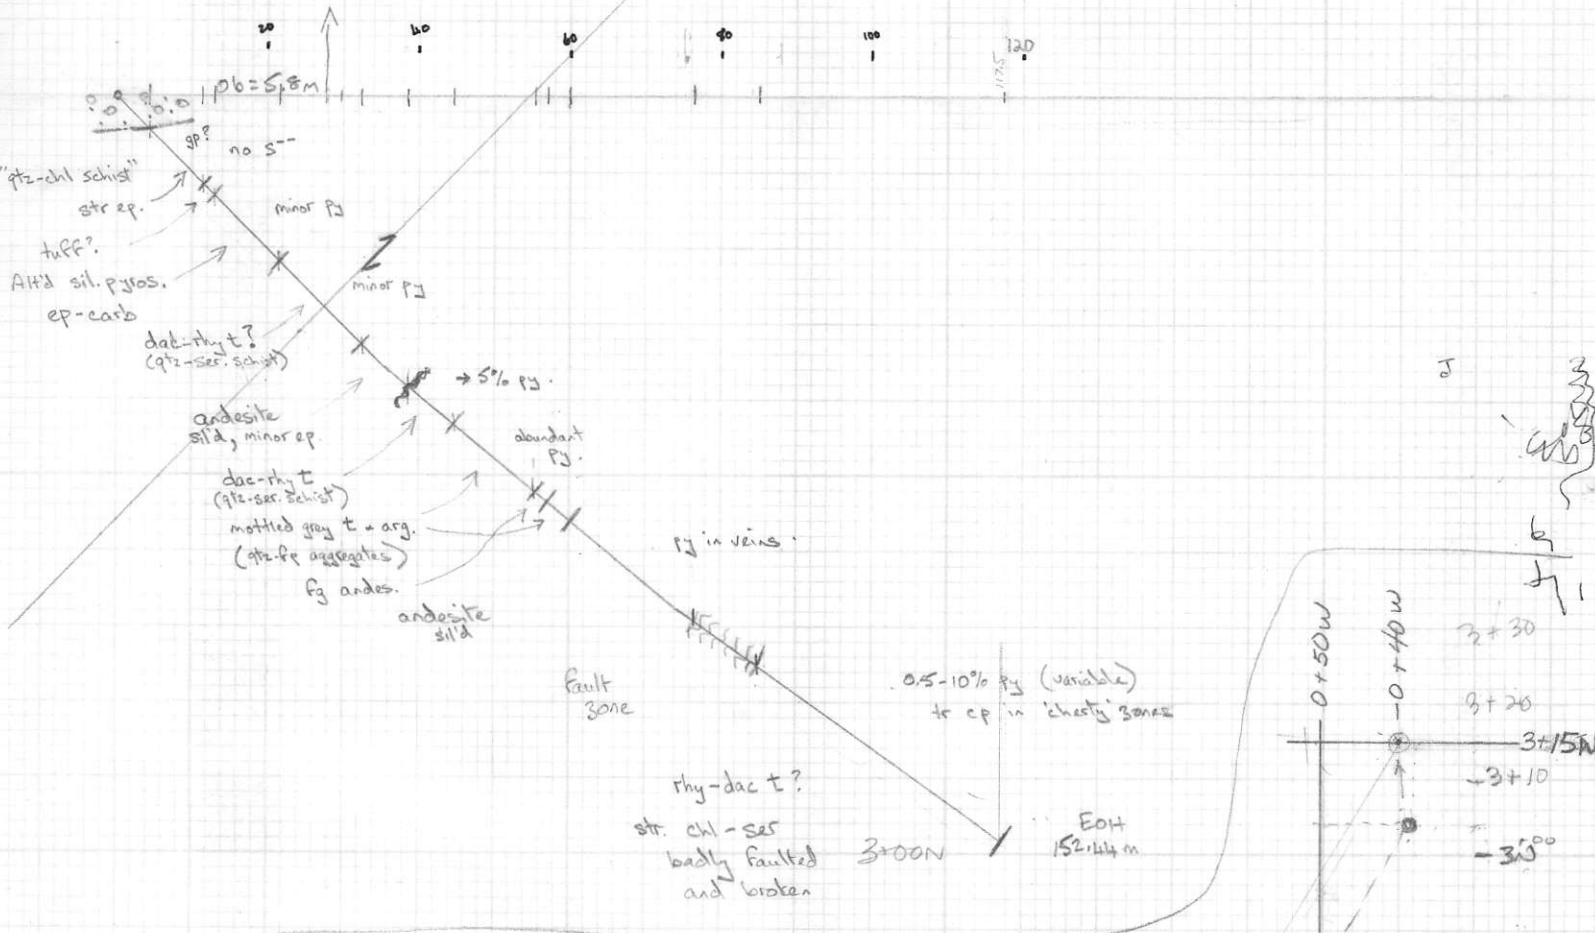 20
40
60
80
100
120
117.5
ob = 5,8m
gp?
no s--
"qtz-chl schist"
str ep.
minor py
tuff?
Alt'd sil. pyros.
ep-carb
minor py
dac-rhy t?
(qtz-ser. schist)
→ 5% py.
andesite
sil'd, minor ep.
abundant
py.
dac-rhy t
(qtz-ser. schist)
mottled grey t - arg.
(qtz-fp aggregates)
fg andes.
andesite
sil'd
py in veins.
fault
zone
0.5-10% py (variable)
tr cp in 'cherty' zones
rhy-dac t?
str. chl-ser
badly faulted
and broken
3+00N
EOH
152.44 m
0+50W
0+40W
3+30
3+20
3+15N
3+10